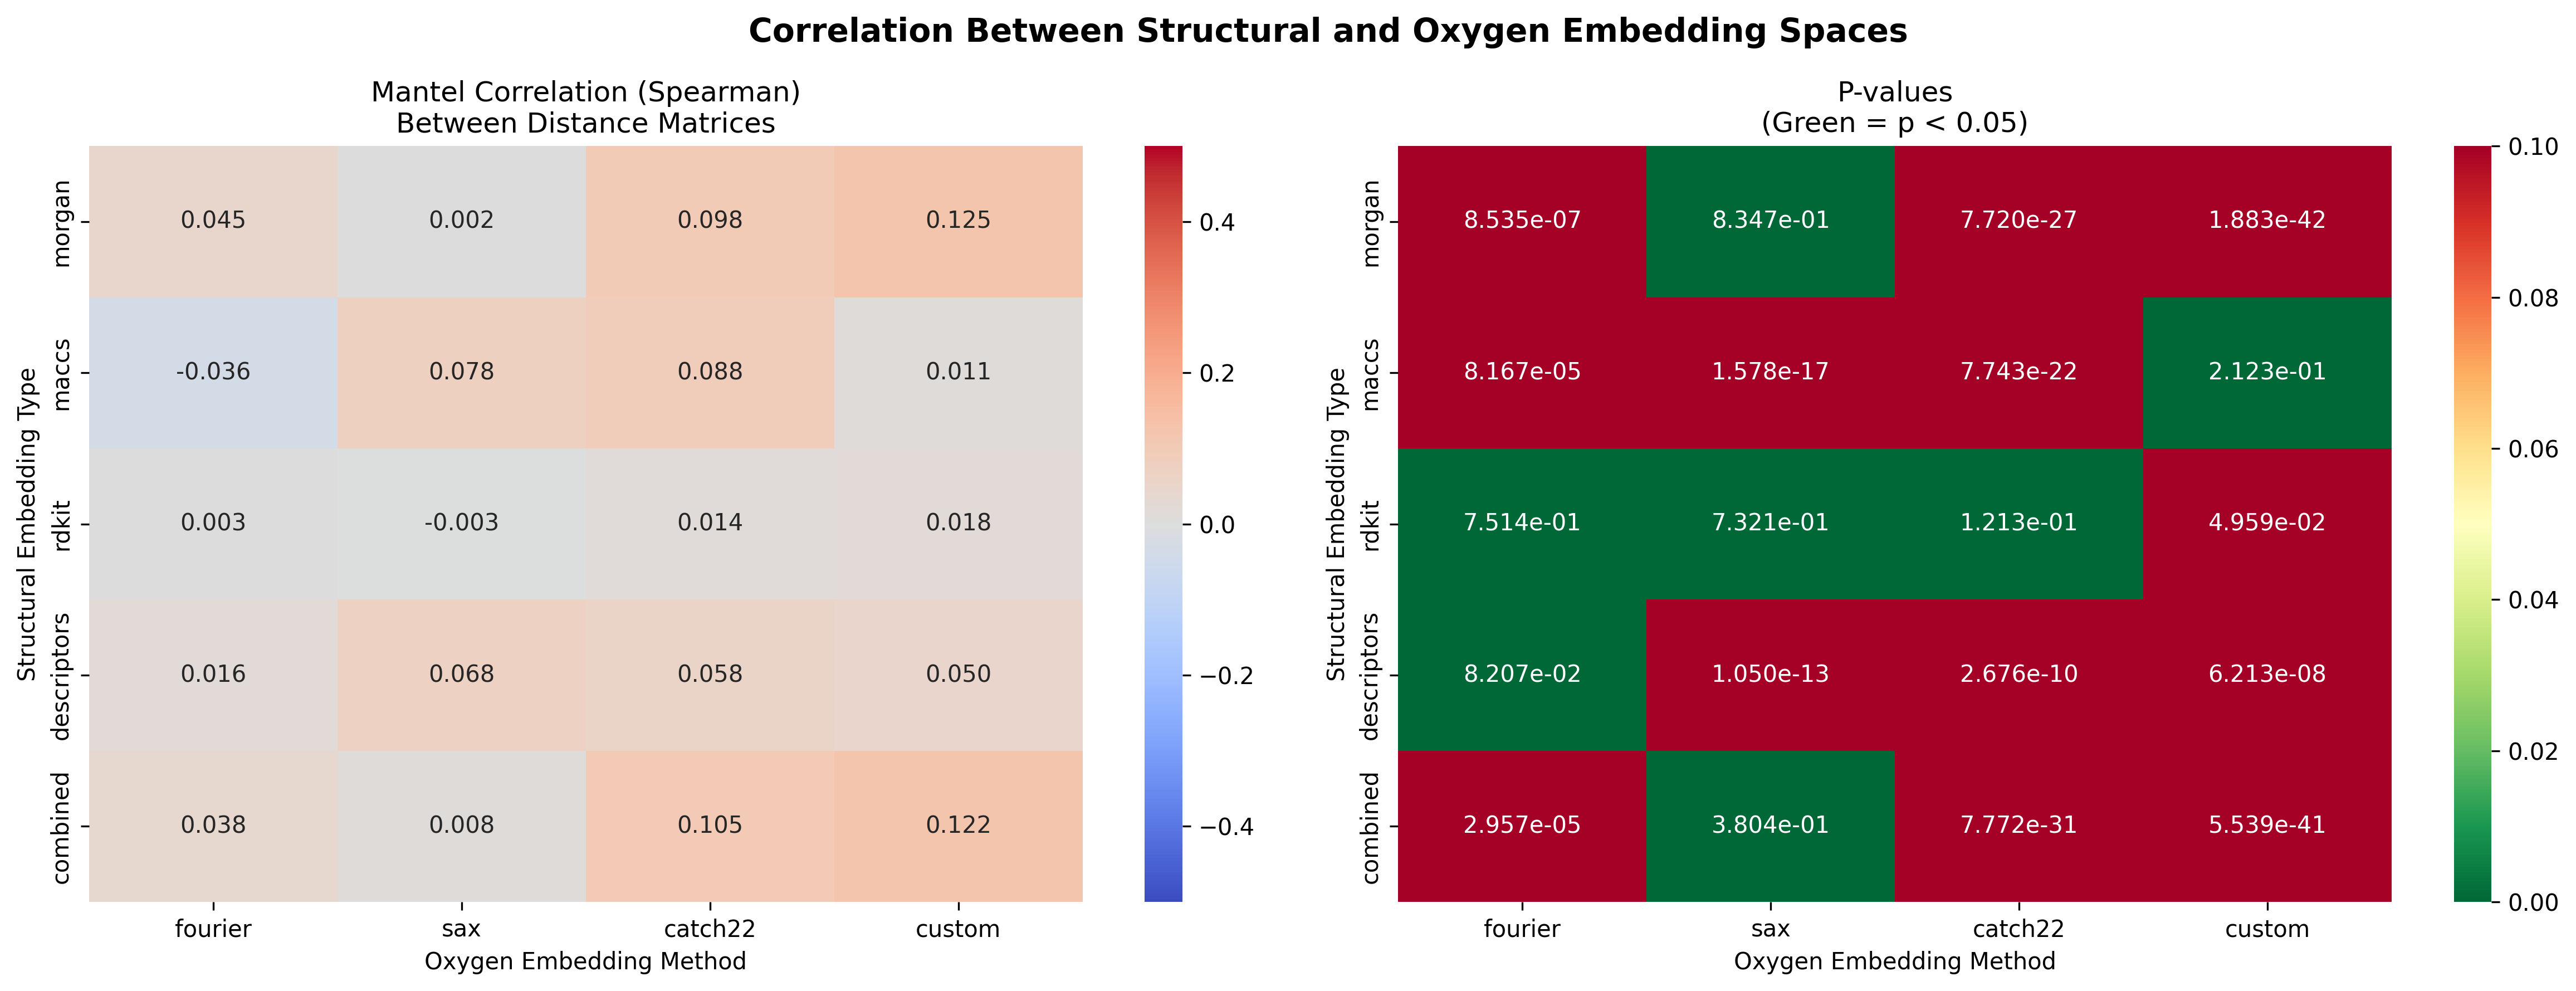 Correlation Between Structural and Oxygen Embedding Spaces
Mantel Correlation (Spearman)
Between Distance Matrices
Structural Embedding Type
morgan
0.045 0.002 0.098 0.125
maccs
-0.036 0.078 0.088 0.011
rdkit
0.003 -0.003 0.014 0.018
descriptors
0.016 0.068 0.058 0.050
combined
0.038 0.008 0.105 0.122
fourier sax catch22 custom
Oxygen Embedding Method
0.4
0.2
0.0
−0.2
−0.4
P-values
(Green = p < 0.05)
Structural Embedding Type
morgan
8.535e-07 8.347e-01 7.720e-27 1.883e-42
maccs
8.167e-05 1.578e-17 7.743e-22 2.123e-01
rdkit
7.514e-01 7.321e-01 1.213e-01 4.959e-02
descriptors
8.207e-02 1.050e-13 2.676e-10 6.213e-08
combined
2.957e-05 3.804e-01 7.772e-31 5.539e-41
fourier sax catch22 custom
Oxygen Embedding Method
0.10
0.08
0.06
0.04
0.02
0.00